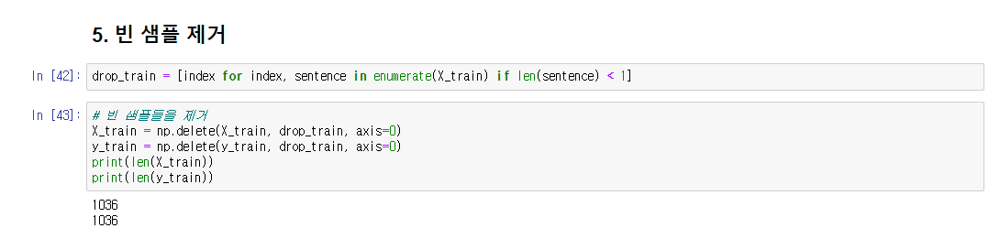 5. 빈 샘플 제거
In [42]: drop_train = [index for index, sentence in enumerate(X_train) if len(sentence) < 1]
In [43]: # 빈 샘플들을 제거
X_train = np.delete(X_train, drop_train, axis=0)
y_train = np.delete(y_train, drop_train, axis=0)
print(len(X_train))
print(len(y_train))
1036
1036